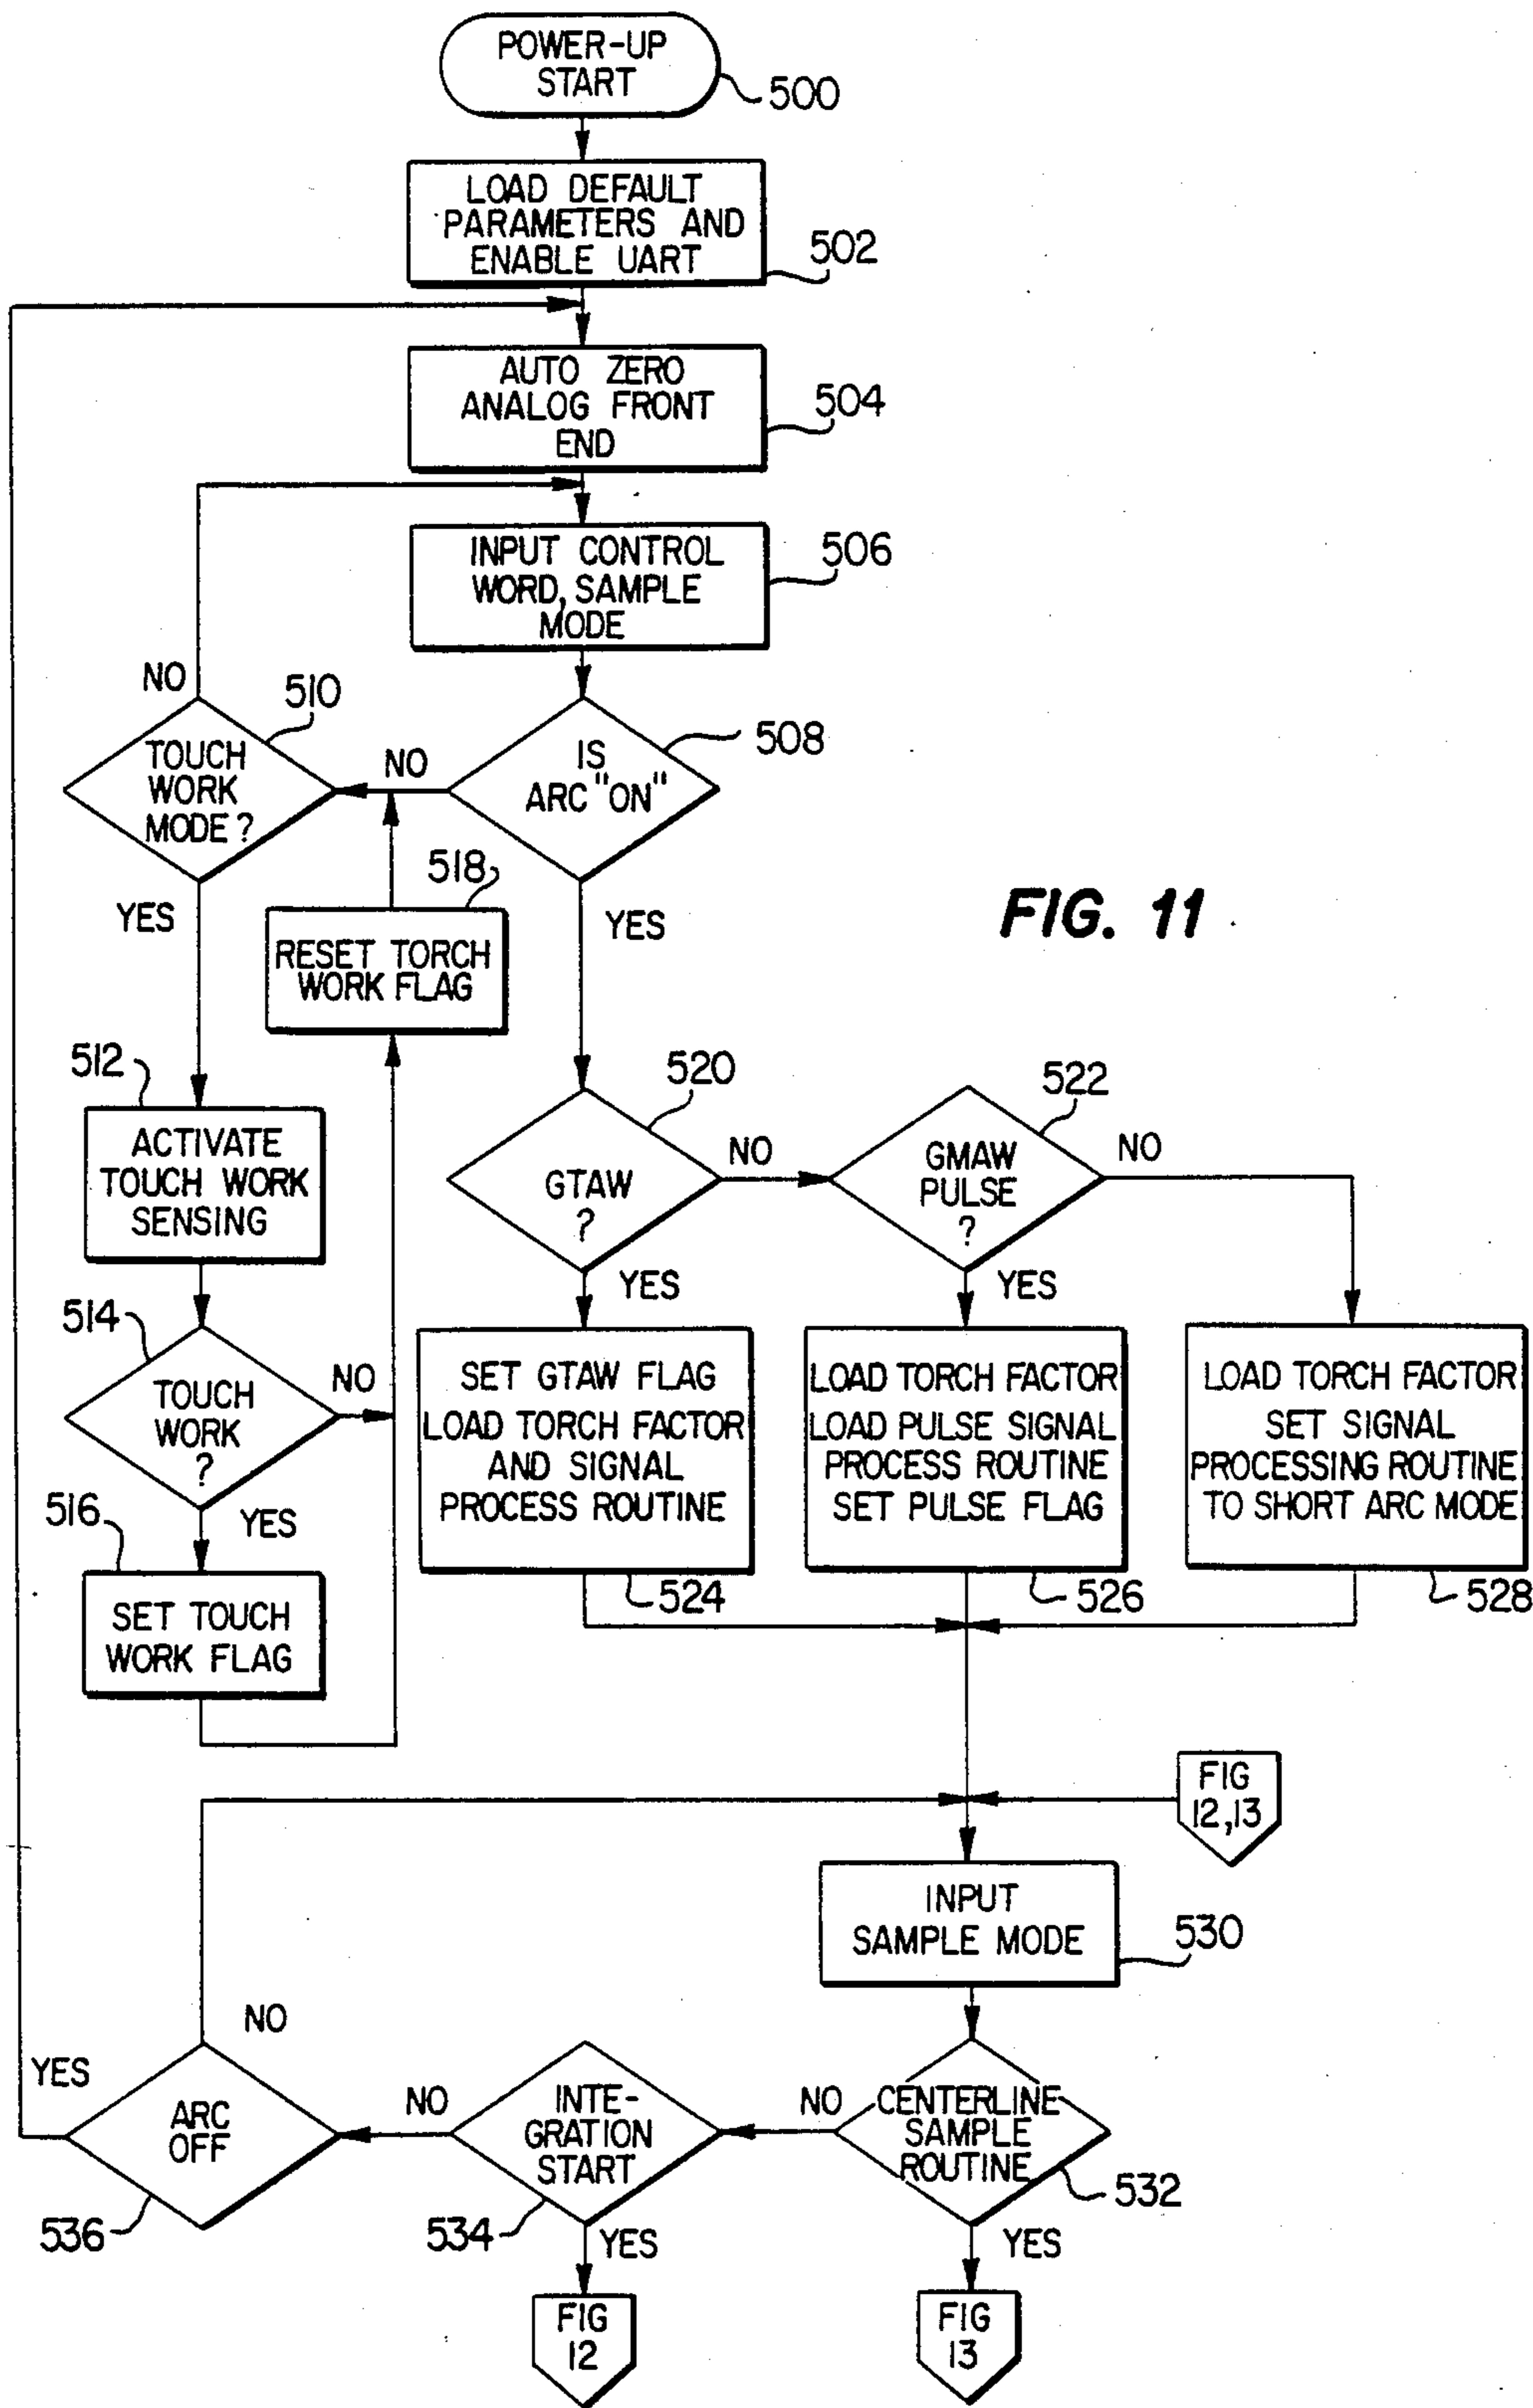 POWER-UP
START
500
LOAD DEFAULT
PARAMETERS AND
ENABLE UART
502
AUTO ZERO
ANALOG FRONT
END
504
INPUT CONTROL
WORD, SAMPLE
MODE
506
NO
510
TOUCH
WORK
MODE?
NO
IS
ARC "ON"
508
YES
518
RESET TORCH
WORK FLAG
YES
FIG. 11
512
ACTIVATE
TOUCH WORK
SENSING
520
GTAW
?
NO
522
GMAW
PULSE
?
NO
514
TOUCH
WORK
?
NO
YES
YES
516
YES
SET TOUCH
WORK FLAG
SET GTAW FLAG
LOAD TORCH FACTOR
AND SIGNAL
PROCESS ROUTINE
524
LOAD TORCH FACTOR
LOAD PULSE SIGNAL
PROCESS ROUTINE
SET PULSE FLAG
526
LOAD TORCH FACTOR
SET SIGNAL
PROCESSING ROUTINE
TO SHORT ARC MODE
528
FIG
12,13
INPUT
SAMPLE MODE
530
NO
YES
ARC
OFF
536
NO
INTE-
GRATION
START
534
NO
CENTERLINE
SAMPLE
ROUTINE
532
YES
YES
FIG
12
FIG
13